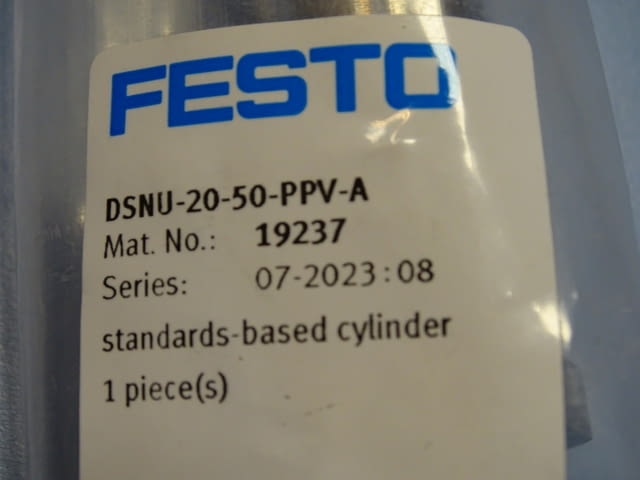 FESTO
DSNU-20-50-PPV-A
Mat. No.: 19237
Series: 07-2023:08
standards-based cylinder
1 piece(s)